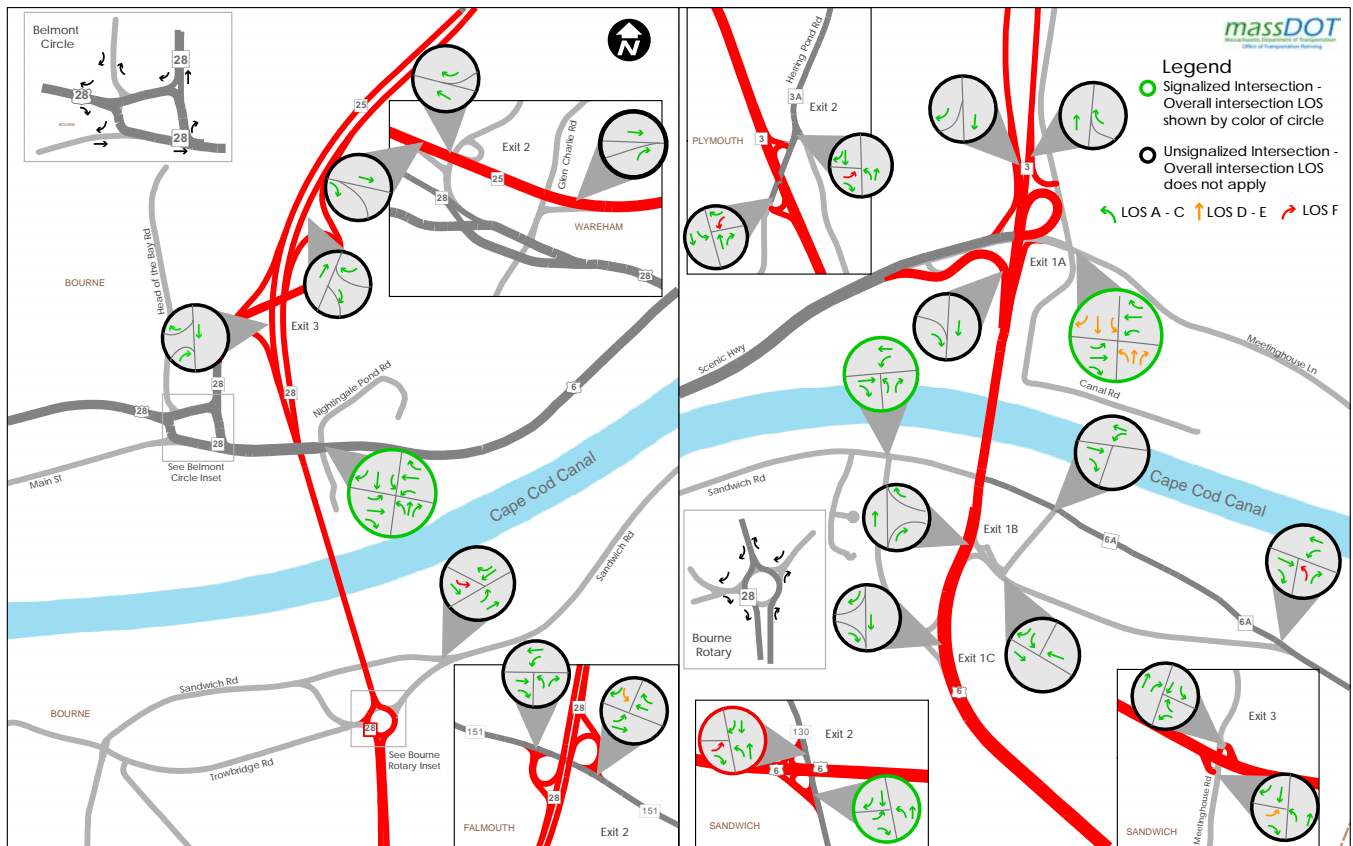 Belmont
Circle
28
28
BOURNE
28
N
25
Exit 2
Glen Charlie Rd
25
28
WAREHAM
28
Head of the Bay Rd
BOURNE
Exit 3
28
Nightingale Pond Rd
6
28
28
28
See Belmont
Circle Inset
Main St
Cape Cod Canal
Sandwich Rd
Sandwich Rd
BOURNE
28
See Bourne
Rotary Inset
Trowbridge Rd
151
28
28
151
FALMOUTH
Exit 2
Herring Pond Rd
3A
Exit 2
PLYMOUTH
3
massDOT
Massachusetts Department of Transportation
Office of Transportation Planning
Legend
Signalized Intersection -
Overall intersection LOS
shown by color of circle
Unsignalized Intersection -
Overall intersection LOS
does not apply
LOS A - C
LOS D - E
LOS F
3
Exit 1A
Scenic Hwy
Meetinghouse Ln
Canal Rd
Cape Cod Canal
Sandwich Rd
Exit 1B
6A
6A
28
Bourne
Rotary
Exit 1C
6
130
Exit 2
6
6
SANDWICH
Exit 3
Meetinghouse Rd
SANDWICH